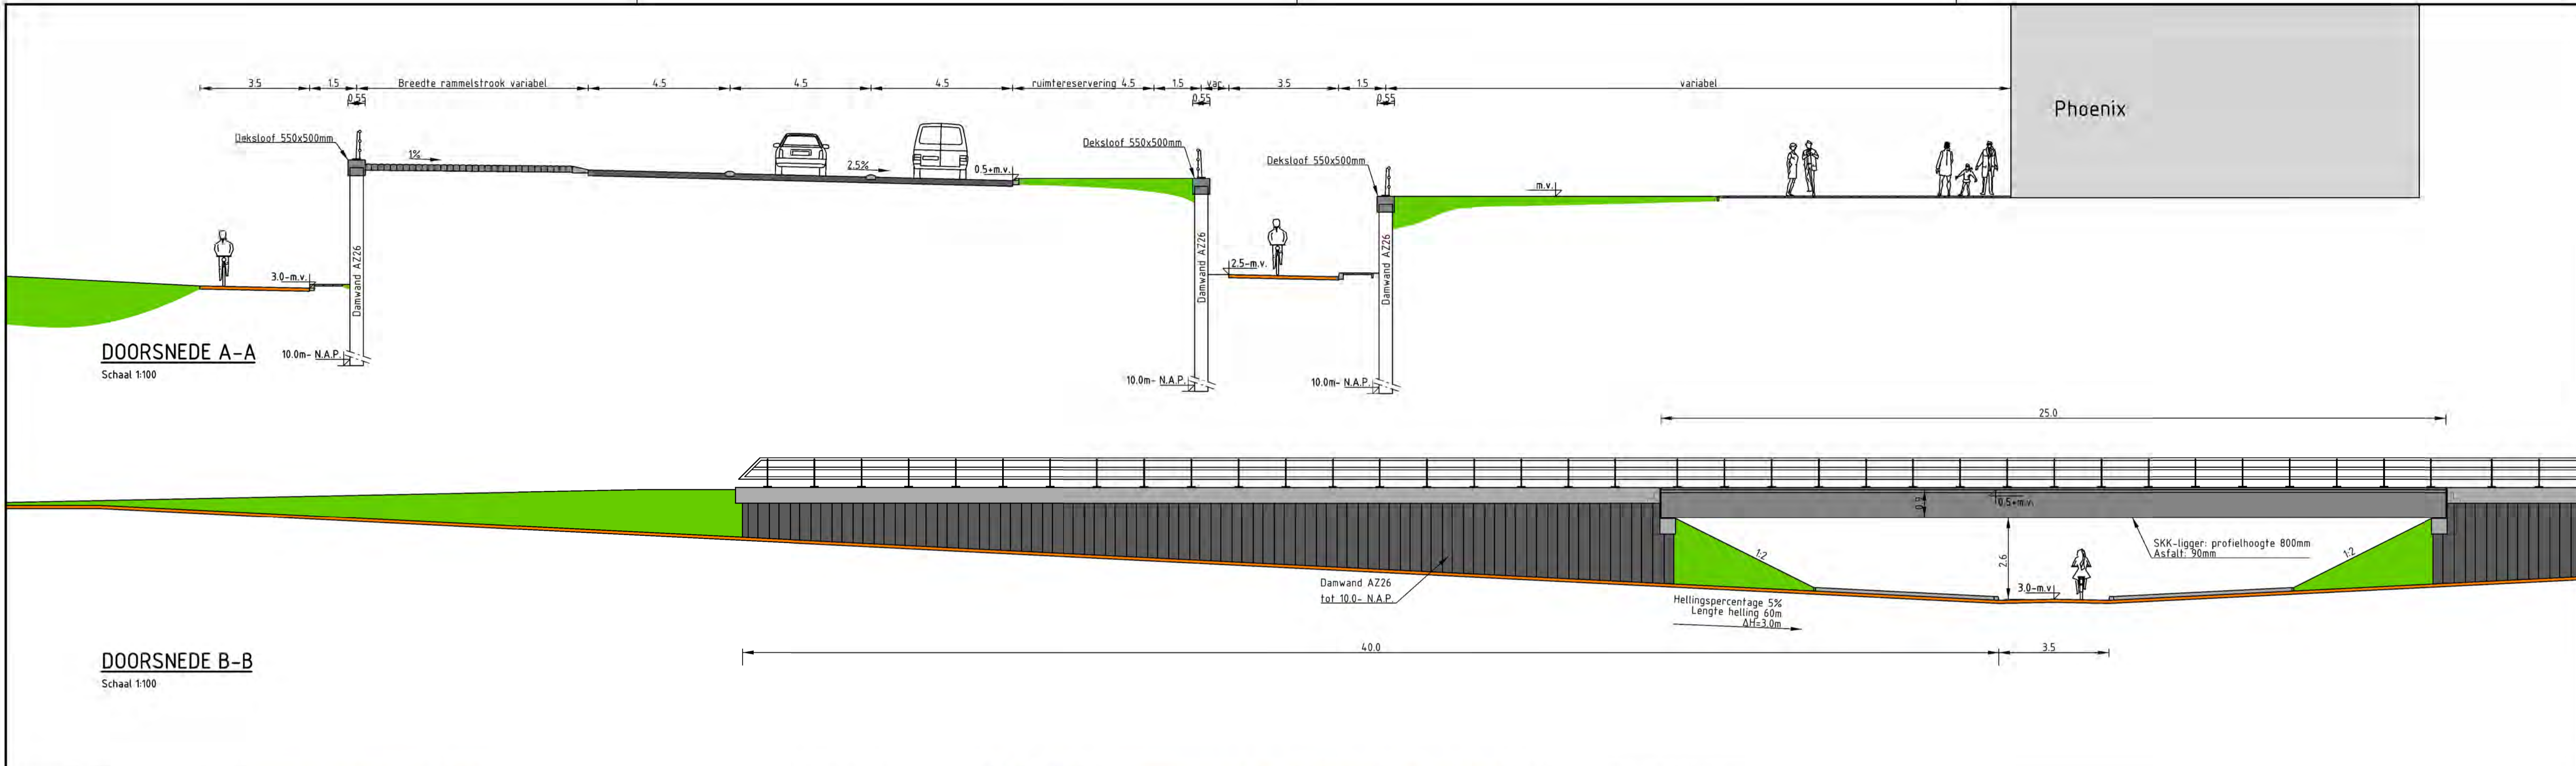 3.5
1.5
Breedte rammelstrook variabel
4.5
4.5
4.5
ruimtereservering 4.5
1.5
var.
3.5
1.5
variabel
0.55
0.55
0.55
Phoenix
Deksloof 550x500mm
1%
2.5%
0.5+m.v.
Deksloof 550x500mm
Deksloof 550x500mm
m.v.
3.0-m.v.
Damwand AZ26
Damwand AZ26
2.5-m.v.
Damwand AZ26
DOORSNEDE A-A
Schaal 1:100
10.0m- N.A.P.
10.0m- N.A.P.
10.0m- N.A.P.
25.0
0.5+m.v.
1:2
2.6
SKK-ligger: profielhoogte 800mm
Asfalt: 90mm
1:2
Damwand AZ26
tot 10.0- N.A.P.
3.0-m.v.
Hellingspercentage 5%
Lengte helling 60m
ΔH=3.0m
40.0
3.5
DOORSNEDE B-B
Schaal 1:100